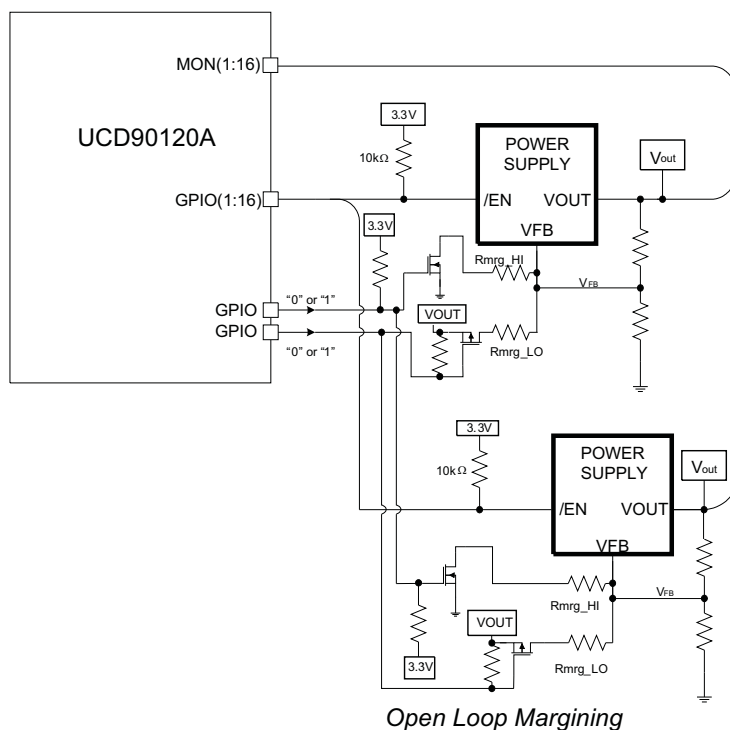 MON(1:16)
UCD90120A
3.3V
10kΩ
POWER
SUPPLY
Vout
GPIO(1:16)
/EN
VOUT
3.3V
VFB
Rmrg_HI
VFB
GPIO
"0" or "1"
VOUT
GPIO
"0" or "1"
Rmrg_LO
3.3V
10kΩ
POWER
SUPPLY
Vout
/EN
VOUT
VFB
Rmrg_HI
VFB
VOUT
3.3V
Rmrg_LO
Open Loop Margining